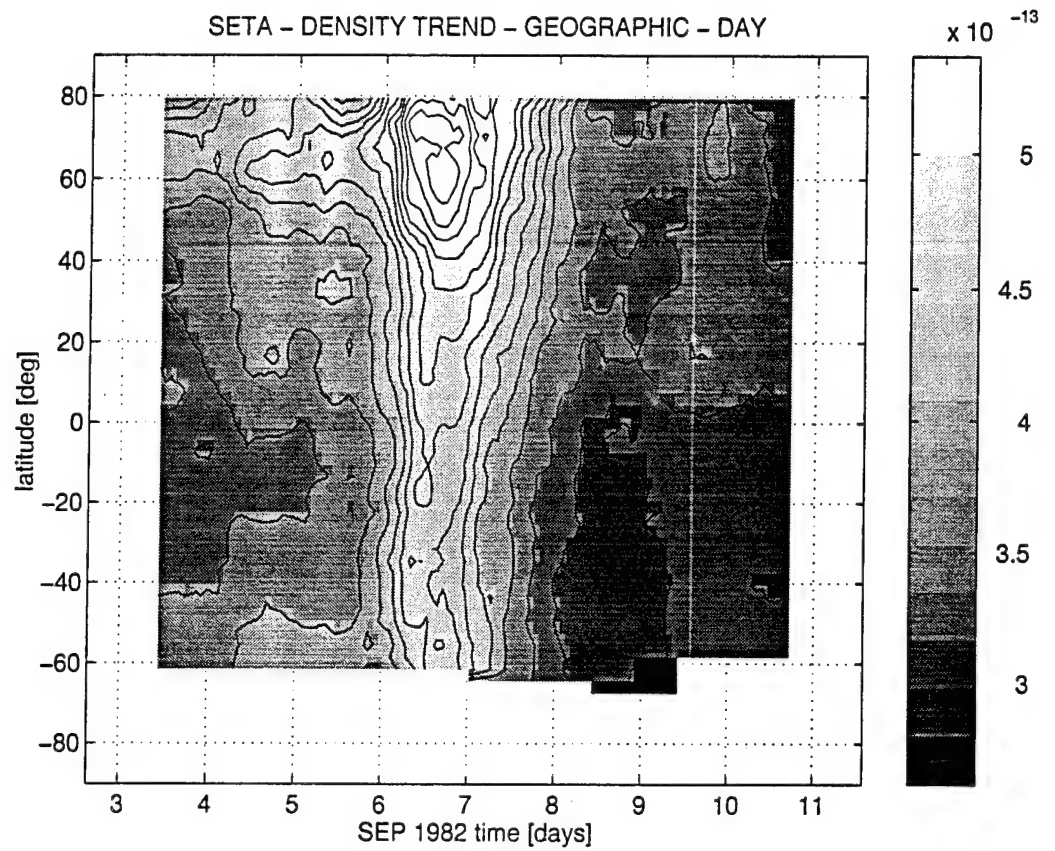 SETA – DENSITY TREND – GEOGRAPHIC – DAY
x 10 -13
80
60
40
20
0
−20
−40
−60
−80
latitude [deg]
3 4 5 6 7 8 9 10 11
SEP 1982 time [days]
5
4.5
4
3.5
3